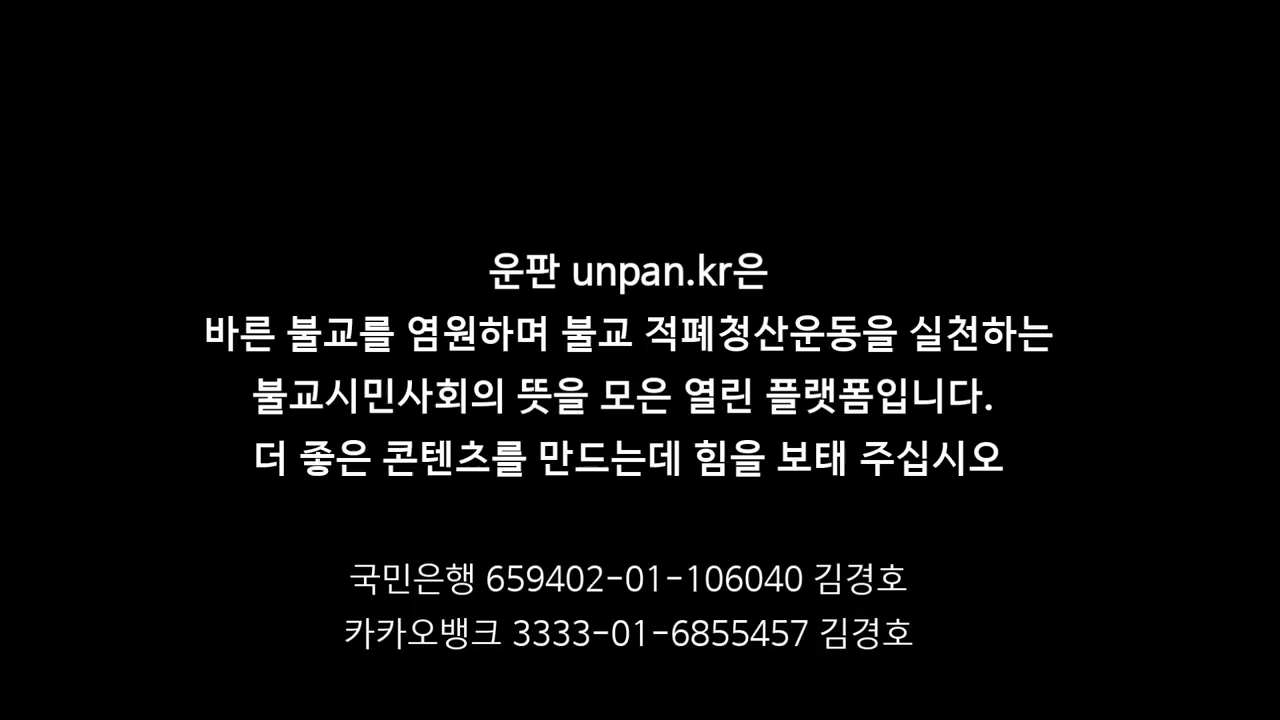 운판 unpan.kr은
바른 불교를 염원하며 불교 적폐청산운동을 실천하는
불교시민사회의 뜻을 모은 열린 플랫폼입니다.
더 좋은 콘텐츠를 만드는데 힘을 보태 주십시오
국민은행 659402-01-106040 김경호
카카오뱅크 3333-01-6855457 김경호